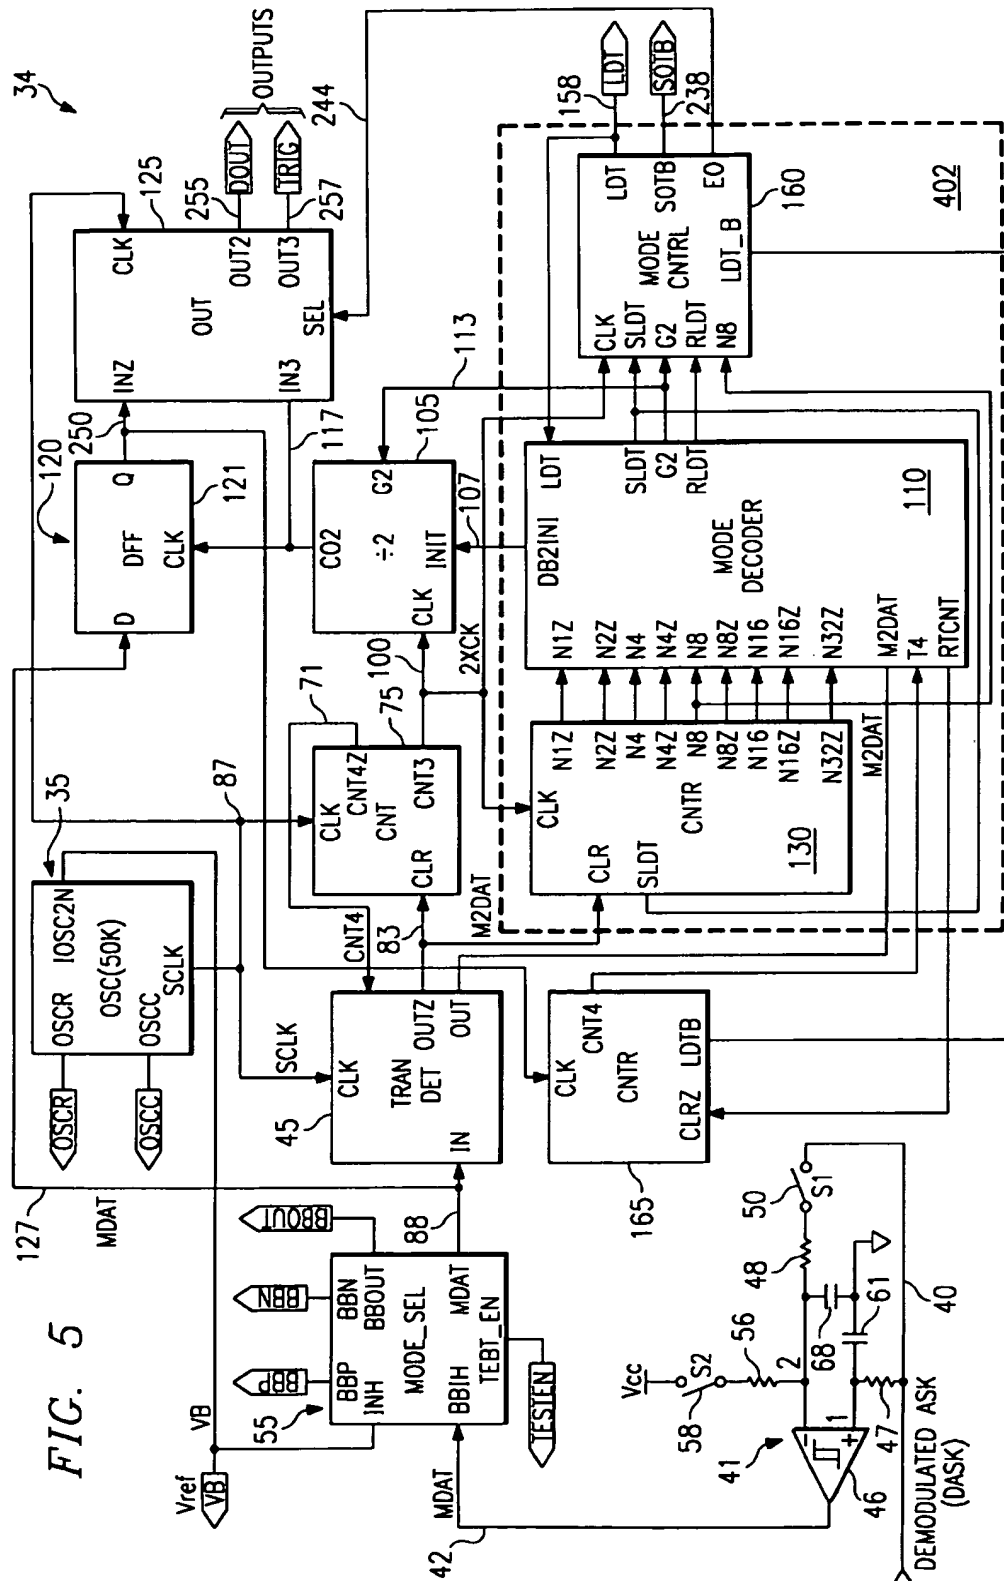 FIG. 5
34
Vref
VB
VB
127
MDAT
OSCR
OSCC
35
OSCR
IOSC2N
OSC(50K)
OSCC
SCLK
87
120
D
Q
DFF
CLK
121
250
INZ
CLK
OUT
OUT2
IN3
OUT3
SEL
125
255
DOUT
257
TRIG
OUTPUTS
244
117
BBP
BBN
BBOUT
55
BBP
BBN
INH
BBOUT
MODE_SEL
BBIH
MDAT
TEBT_EN
TESTEN
88
MDAT
42
45
SCLK
CLK
TRAN
DET
OUTZ
IN
OUT
CNT4
83
M2DAT
71
CLK
CNT4Z
CNT
CLR
CNT3
75
100
2XCK
CO2
G2
÷2
CLK
INIT
105
107
113
165
CLK
CNT4
CNTR
CLRZ
LDTB
CLK
CLR
SLDT
CNTR
130
N1Z
N2Z
N4
N4Z
N8
N8Z
N16
N16Z
N32Z
M2DAT
DB2INI
LDT
N1Z
N2Z
N4
N4Z
N8
N8Z
N16
N16Z
N32Z
M2DAT
T4
RTCNT
MODE
DECODER
SLDT
G2
RLDT
110
CLK
SLDT
G2
RLDT
N8
MODE
CNTRL
LDT
SOTB
EO
LDT_B
160
158
LDT
SOTB
238
402
Vcc
S2
58
56
2
48
50
S1
68
61
40
41
1
47
46
DEMODULATED ASK
(DASK)